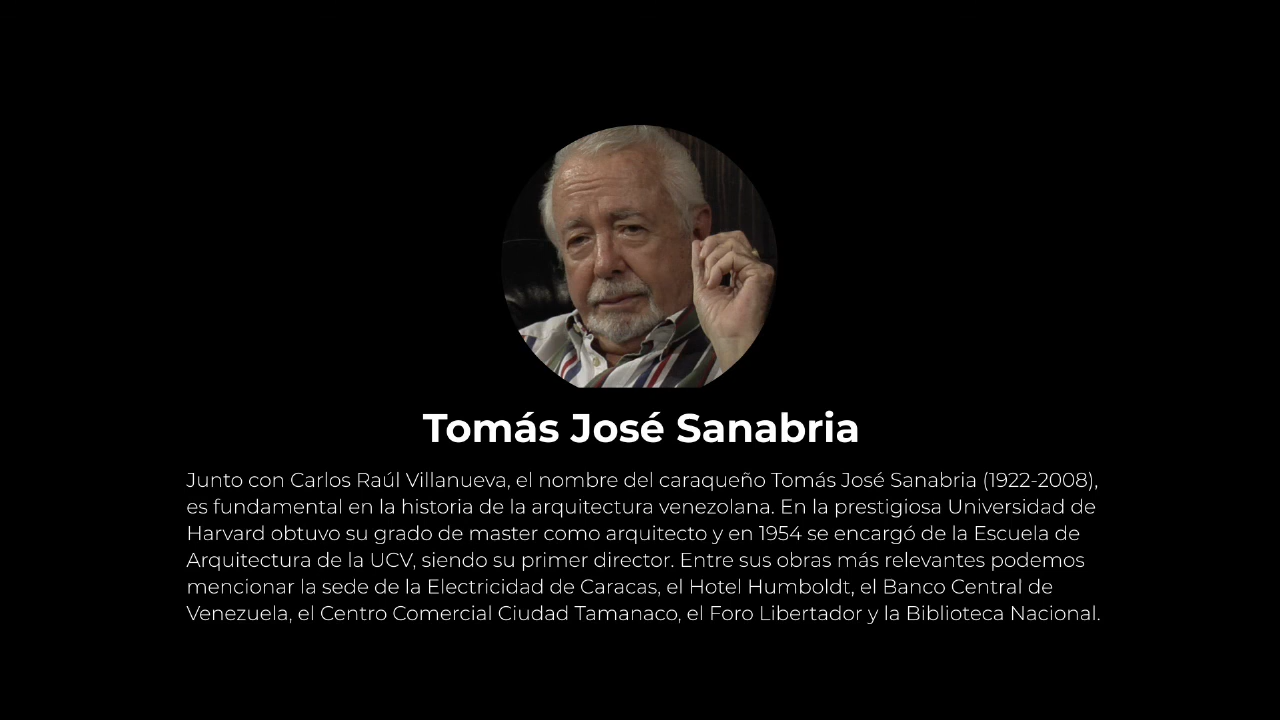 Tomás José Sanabria
Junto con Carlos Raúl Villanueva, el nombre del caraqueño Tomás José Sanabria (1922-2008),
es fundamental en la historia de la arquitectura venezolana. En la prestigiosa Universidad de
Harvard obtuvo su grado de master como arquitecto y en 1954 se encargó de la Escuela de
Arquitectura de la UCV, siendo su primer director. Entre sus obras más relevantes podemos
mencionar la sede de la Electricidad de Caracas, el Hotel Humboldt, el Banco Central de
Venezuela, el Centro Comercial Ciudad Tamanaco, el Foro Libertador y la Biblioteca Nacional.